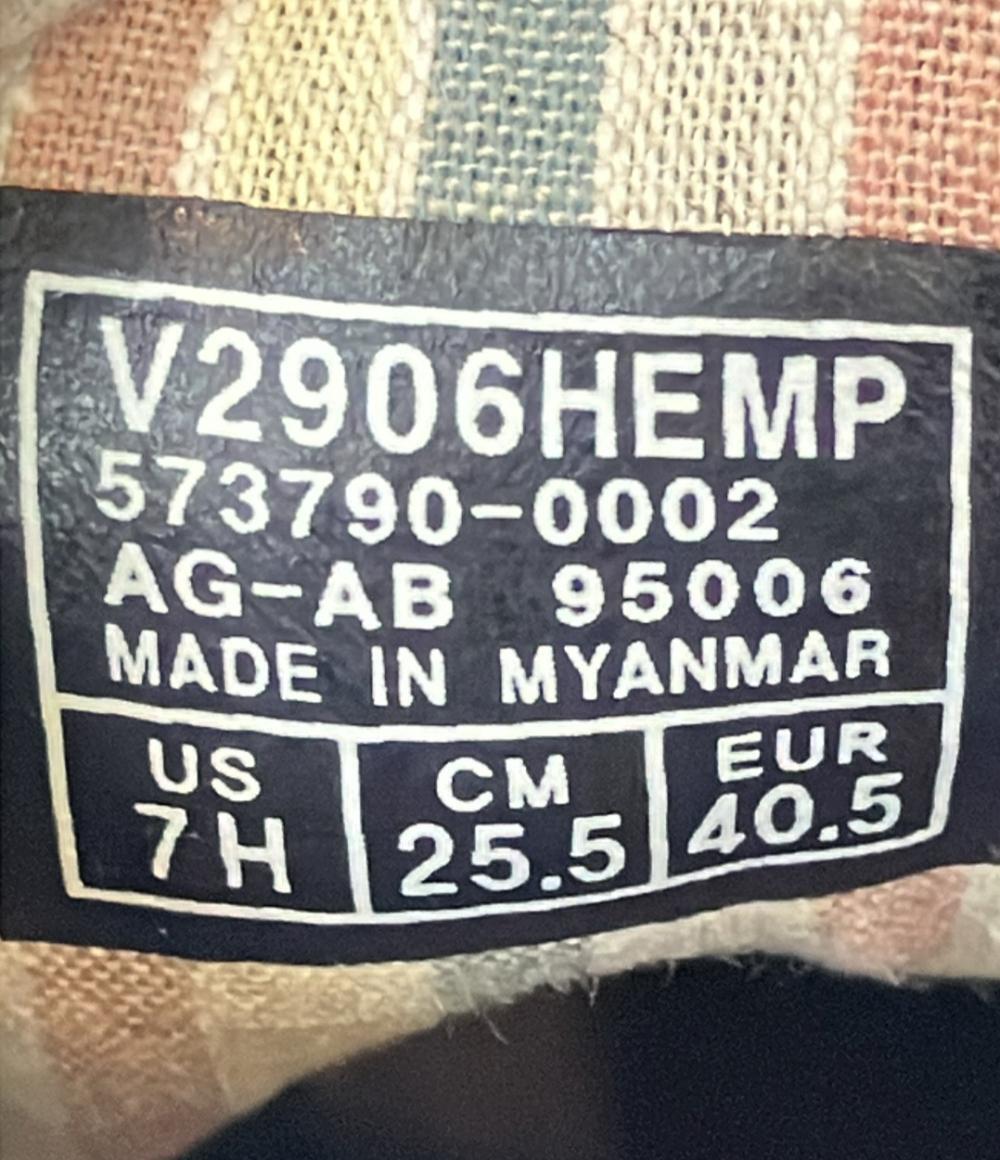 V2906HEMP
573790-0002
AG-AB 95006
MADE IN MYANMAR
US CM EUR
7H 25.5 40.5